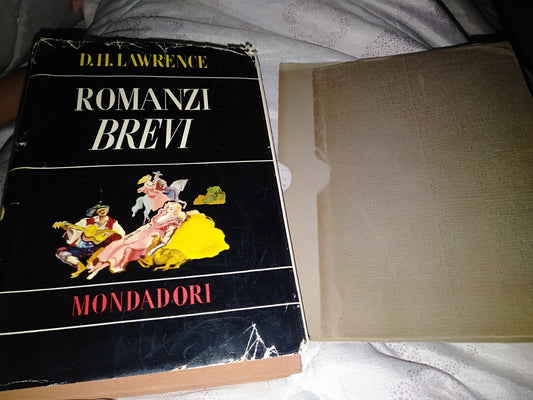 D.H. LAWRENCE
ROMANZI
BREVI
MONDADORI